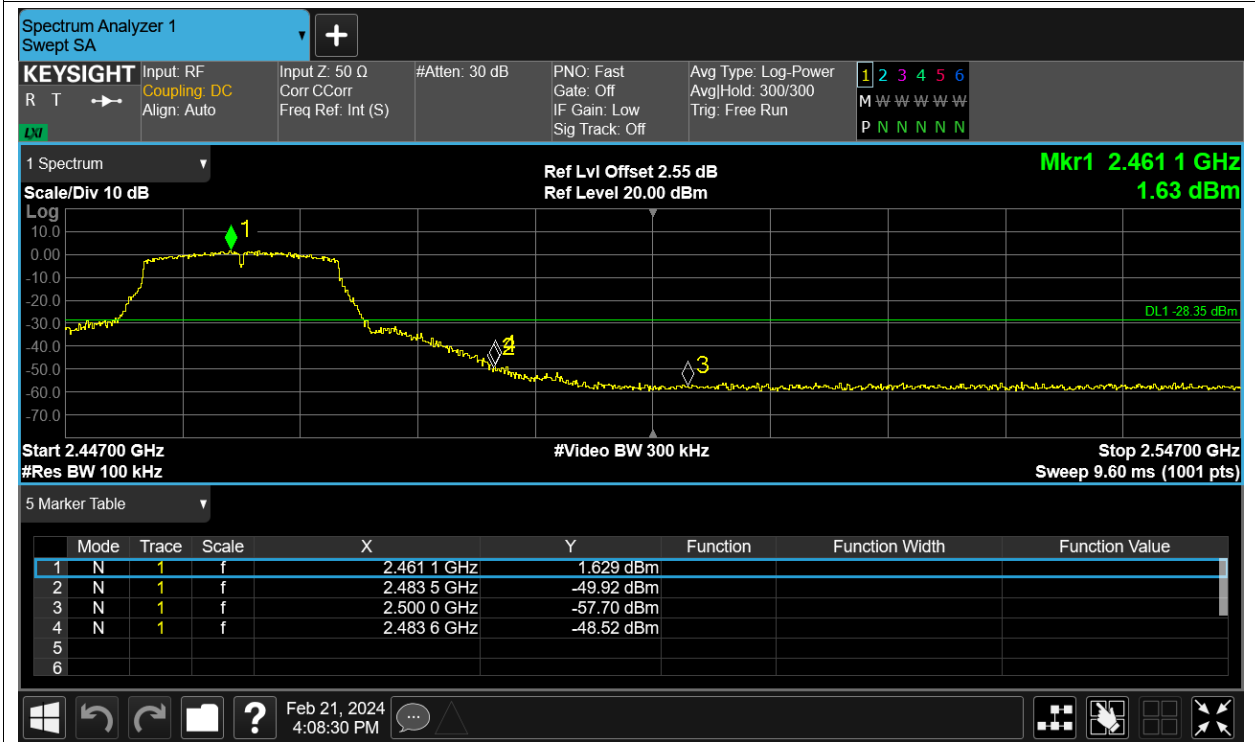 Spectrum Analyzer 1
Swept SA
KEYSIGHT Input: RF Input Z: 50 Ω #Atten: 30 dB PNO: Fast Avg Type: Log-Power 1 2 3 4 5 6
R T Coupling: DC Corr CCorr Gate: Off Avg|Hold: 300/300 M W W W W W
Align: Auto Freq Ref: Int (S) IF Gain: Low Trig: Free Run
LXI Sig Track: Off P N N N N N
1 Spectrum Ref Lvl Offset 2.55 dB Mkr1 2.461 1 GHz
Scale/Div 10 dB Ref Level 20.00 dBm 1.63 dBm
Log
10.0
0.00
-10.0
-20.0
-30.0
-40.0
-50.0
-60.0
-70.0
1
2
4
3
DL1 -28.35 dBm
Start 2.44700 GHz #Video BW 300 kHz Stop 2.54700 GHz
#Res BW 100 kHz Sweep 9.60 ms (1001 pts)
5 Marker Table
Mode Trace Scale X Y Function Function Width Function Value
1 N 1 f 2.461 1 GHz 1.629 dBm
2 N 1 f 2.483 5 GHz -49.92 dBm
3 N 1 f 2.500 0 GHz -57.70 dBm
4 N 1 f 2.483 6 GHz -48.52 dBm
5
6
? Feb 21, 2024
4:08:30 PM